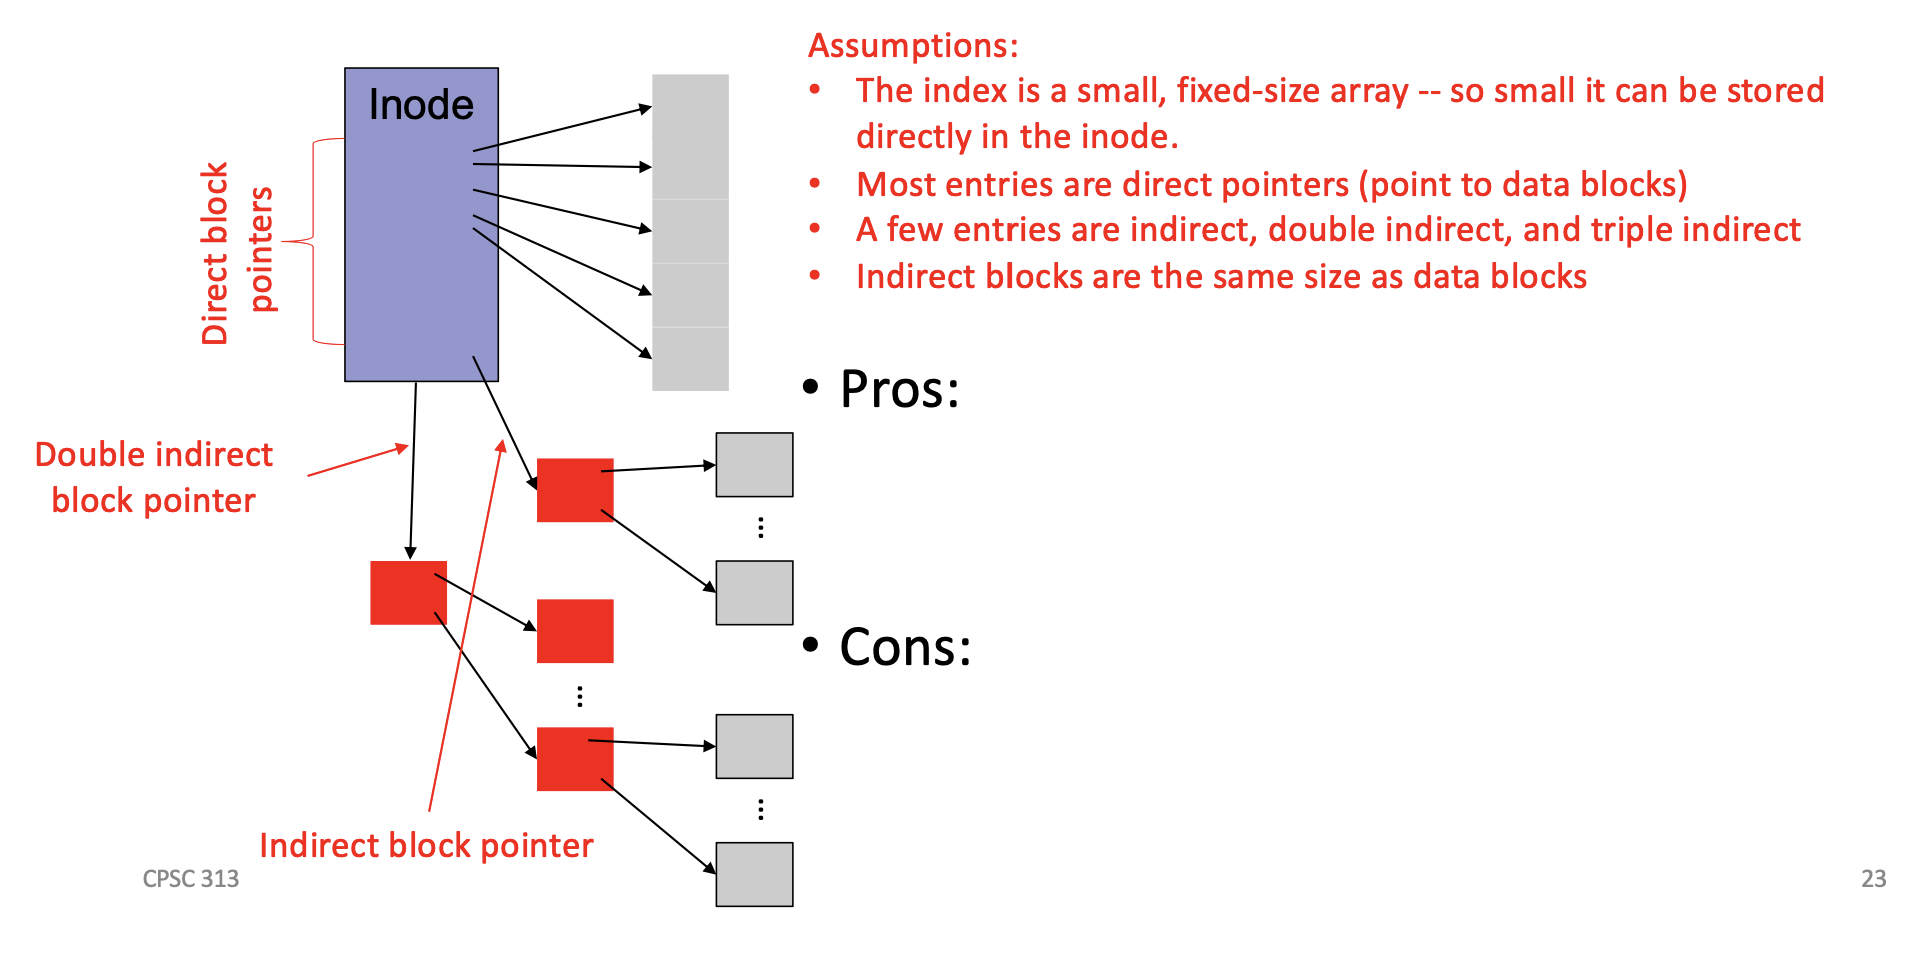 Inode
Direct block
pointers
Assumptions:
• The index is a small, fixed-size array -- so small it can be stored
directly in the inode.
• Most entries are direct pointers (point to data blocks)
• A few entries are indirect, double indirect, and triple indirect
• Indirect blocks are the same size as data blocks
• Pros:
Double indirect
block pointer
• Cons:
Indirect block pointer
CPSC 313
23